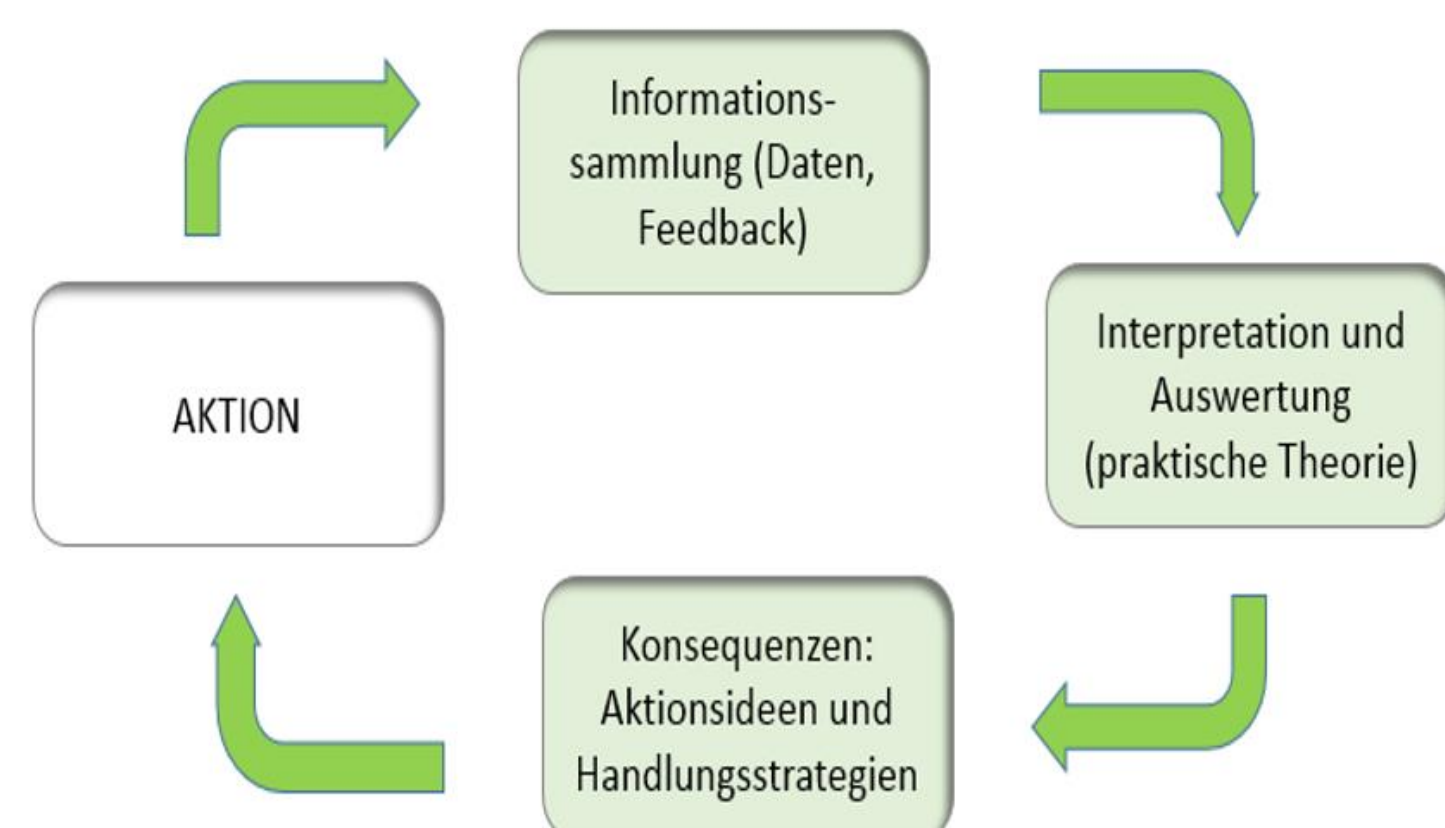 Informations-
sammlung (Daten,
Feedback)
Interpretation und
Auswertung
(praktische Theorie)
Konsequenzen:
Aktionsideen und
Handlungsstrategien
AKTION